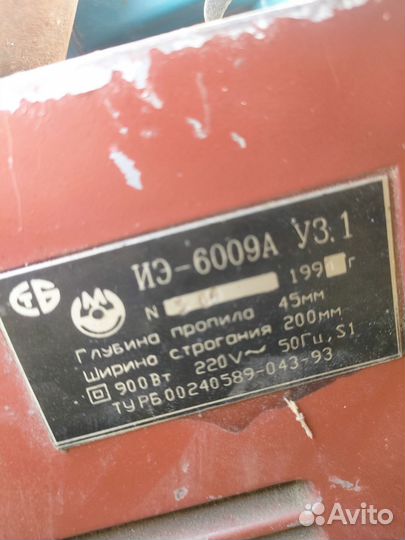 ИЭ-6009А У3.1
N 199 г
Глубина пропила 45мм
Ширина строгания 200мм
900Вт 220V~ 50Гц, S1
ТУ РБ 00240589-043-93
Avito